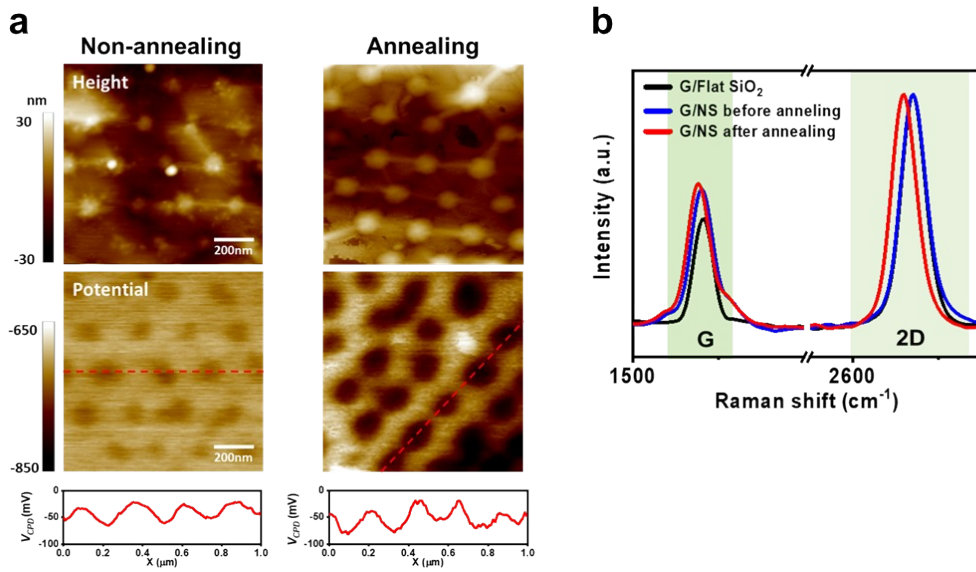 a
Non-annealing
Annealing
Height
nm
30
-30
200nm
Potential
-650
-850
200nm
V_CPD (mV)
0
-50
-100
0.0 0.2 0.4 0.6 0.8 1.0
X (μm)
V_CPD (mV)
0
-50
-100
0.0 0.2 0.4 0.6 0.8 1.0
X (μm)
b
G/Flat SiO₂
G/NS before anneling
G/NS after annealing
Intensity (a.u.)
G
2D
1500
2600
Raman shift (cm⁻¹)